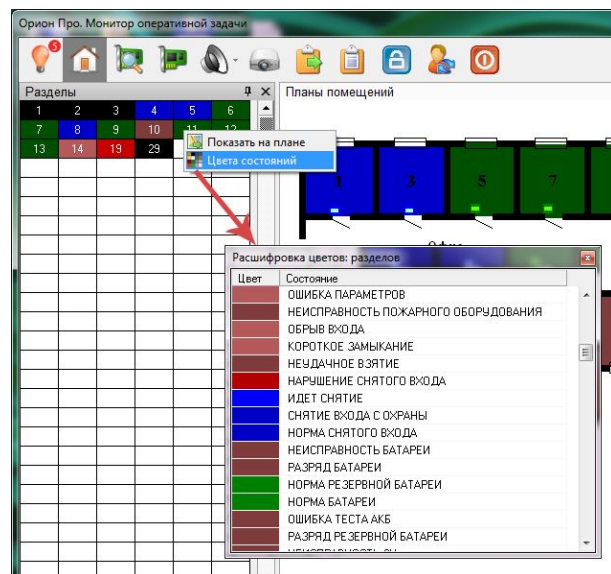 Орион Про. Монитор оперативной задачи
5
Разделы
Планы помещений
1 2 3 4 5 6
7 8 9 10 11 12
13 14 19 29
Показать на плане
Цвета состояний
1 3 5 7
Расшифровка цветов: разделов
Цвет Состояние
ОШИБКА ПАРАМЕТРОВ
НЕИСПРАВНОСТЬ ПОЖАРНОГО ОБОРУДОВАНИЯ
ОБРЫВ ВХОДА
КОРОТКОЕ ЗАМЫКАНИЕ
НЕУДАЧНОЕ ВЗЯТИЕ
НАРУШЕНИЕ СНЯТОГО ВХОДА
ИДЕТ СНЯТИЕ
СНЯТИЕ ВХОДА С ОХРАНЫ
НОРМА СНЯТОГО ВХОДА
НЕИСПРАВНОСТЬ БАТАРЕИ
РАЗРЯД БАТАРЕИ
НОРМА РЕЗЕРВНОЙ БАТАРЕИ
НОРМА БАТАРЕИ
ОШИБКА ТЕСТА АКБ
РАЗРЯД РЕЗЕРВНОЙ БАТАРЕИ